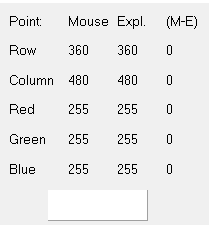 Point: Mouse Expl. (M-E)
Row 360 360 0
Column 480 480 0
Red 255 255 0
Green 255 255 0
Blue 255 255 0